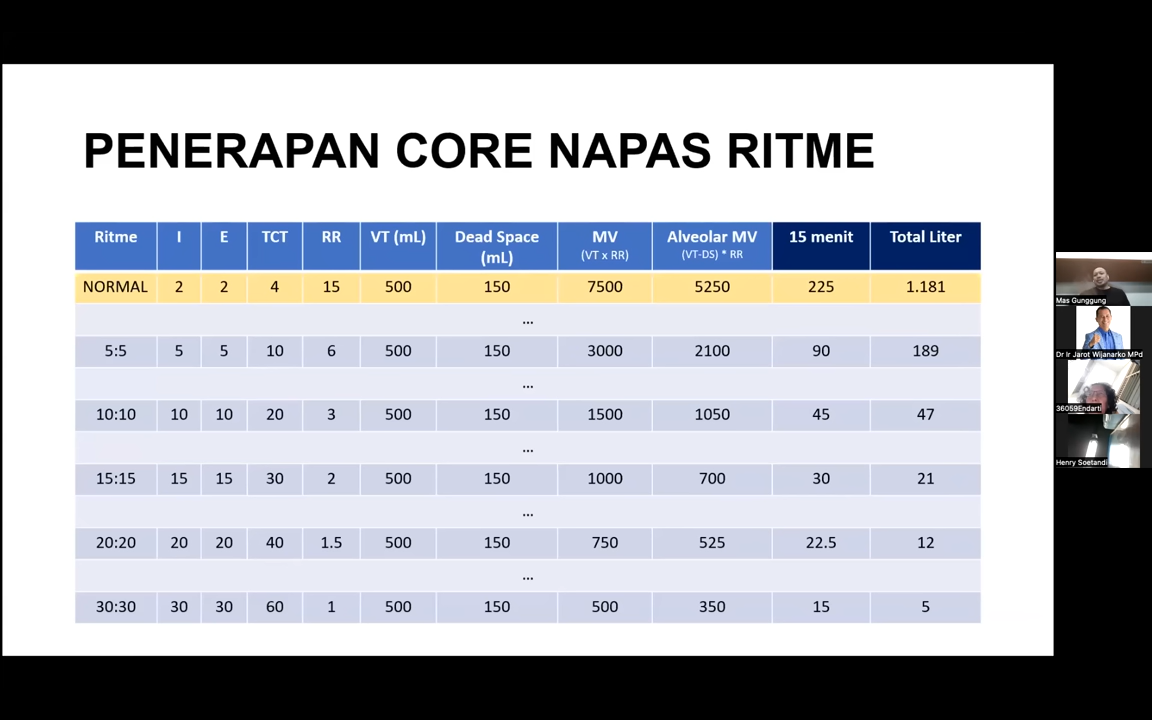 PENERAPAN CORE NAPAS RITME
Ritme I E TCT RR VT (mL) Dead Space (mL) MV (VT x RR) Alveolar MV (VT-DS) * RR 15 menit Total Liter
NORMAL 2 2 4 15 500 150 7500 5250 225 1.181
...
5:5 5 5 10 6 500 150 3000 2100 90 189
...
10:10 10 10 20 3 500 150 1500 1050 45 47
...
15:15 15 15 30 2 500 150 1000 700 30 21
...
20:20 20 20 40 1.5 500 150 750 525 22.5 12
...
30:30 30 30 60 1 500 150 500 350 15 5
Mas Gunggung
Dr Ir Jarot Wijanarko MPd
36059Endarti
Henry Soetandi